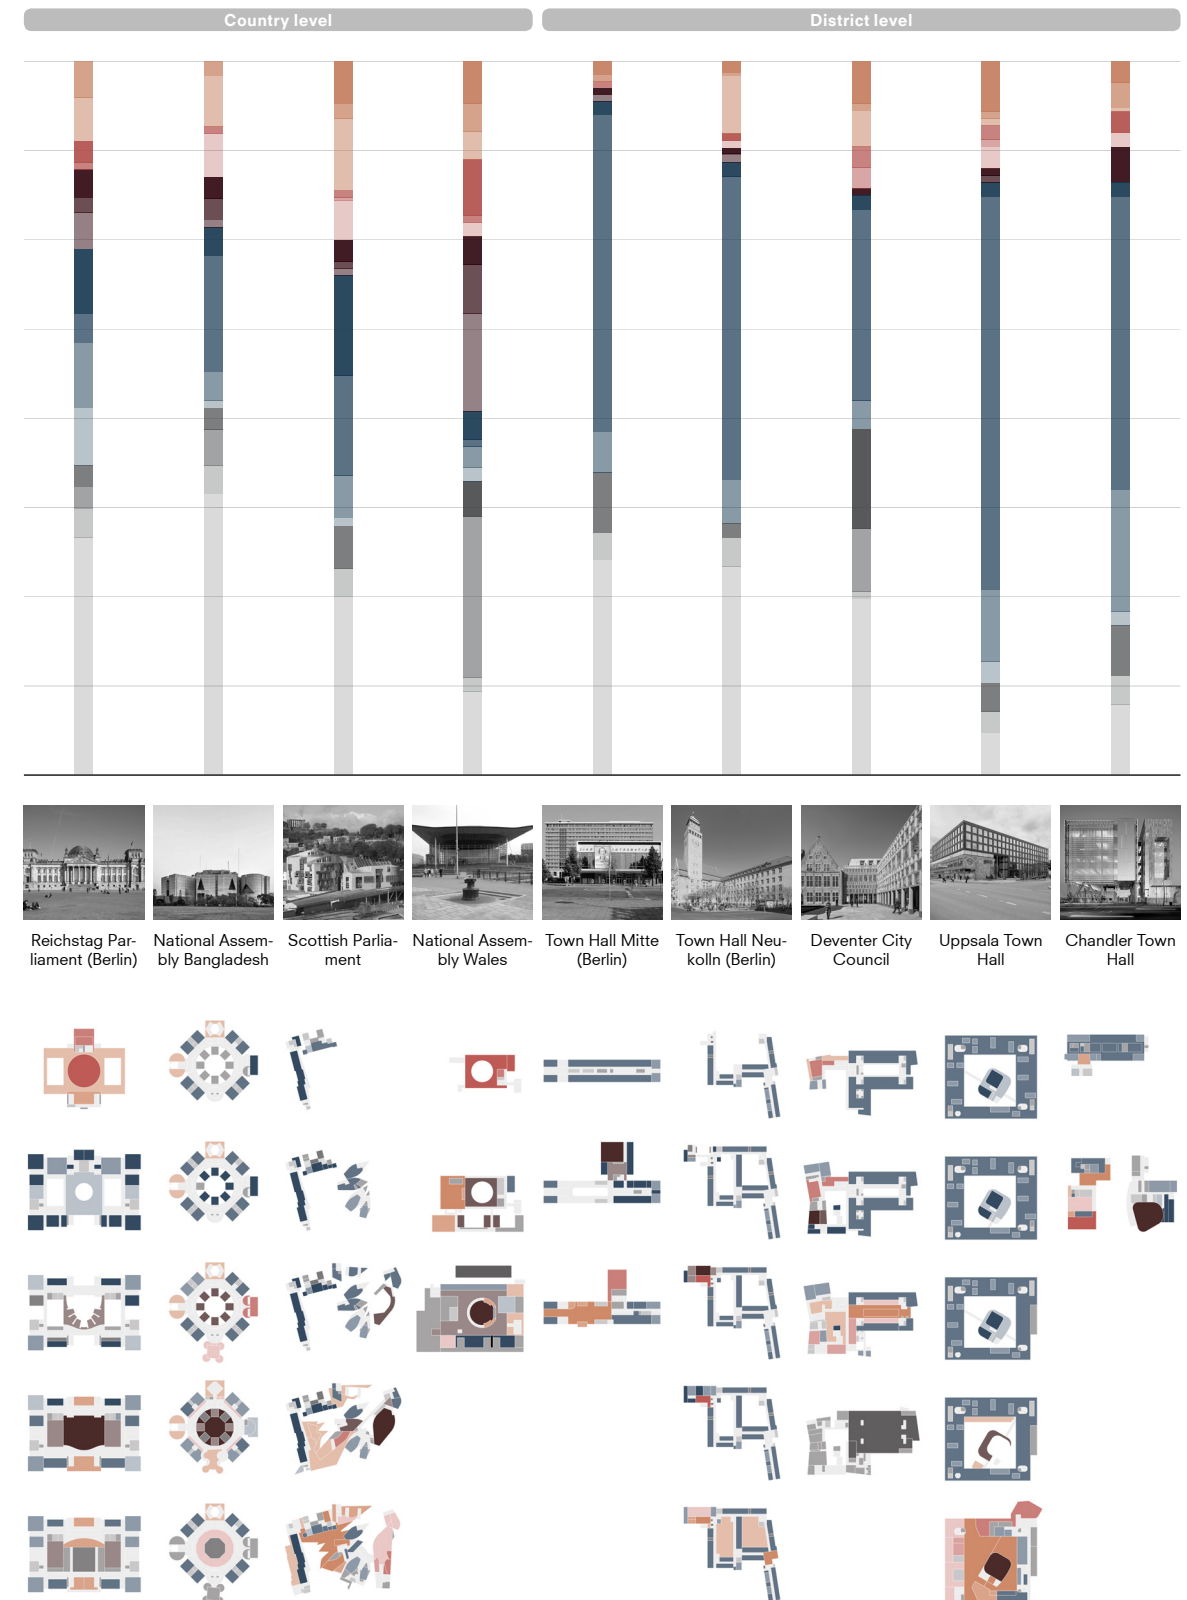 Country level
District level
Reichstag Par-
liament (Berlin)
National Assem-
bly Bangladesh
Scottish Parlia-
ment
National Assem-
bly Wales
Town Hall Mitte
(Berlin)
Town Hall Neu-
kolln (Berlin)
Deventer City
Council
Uppsala Town
Hall
Chandler Town
Hall